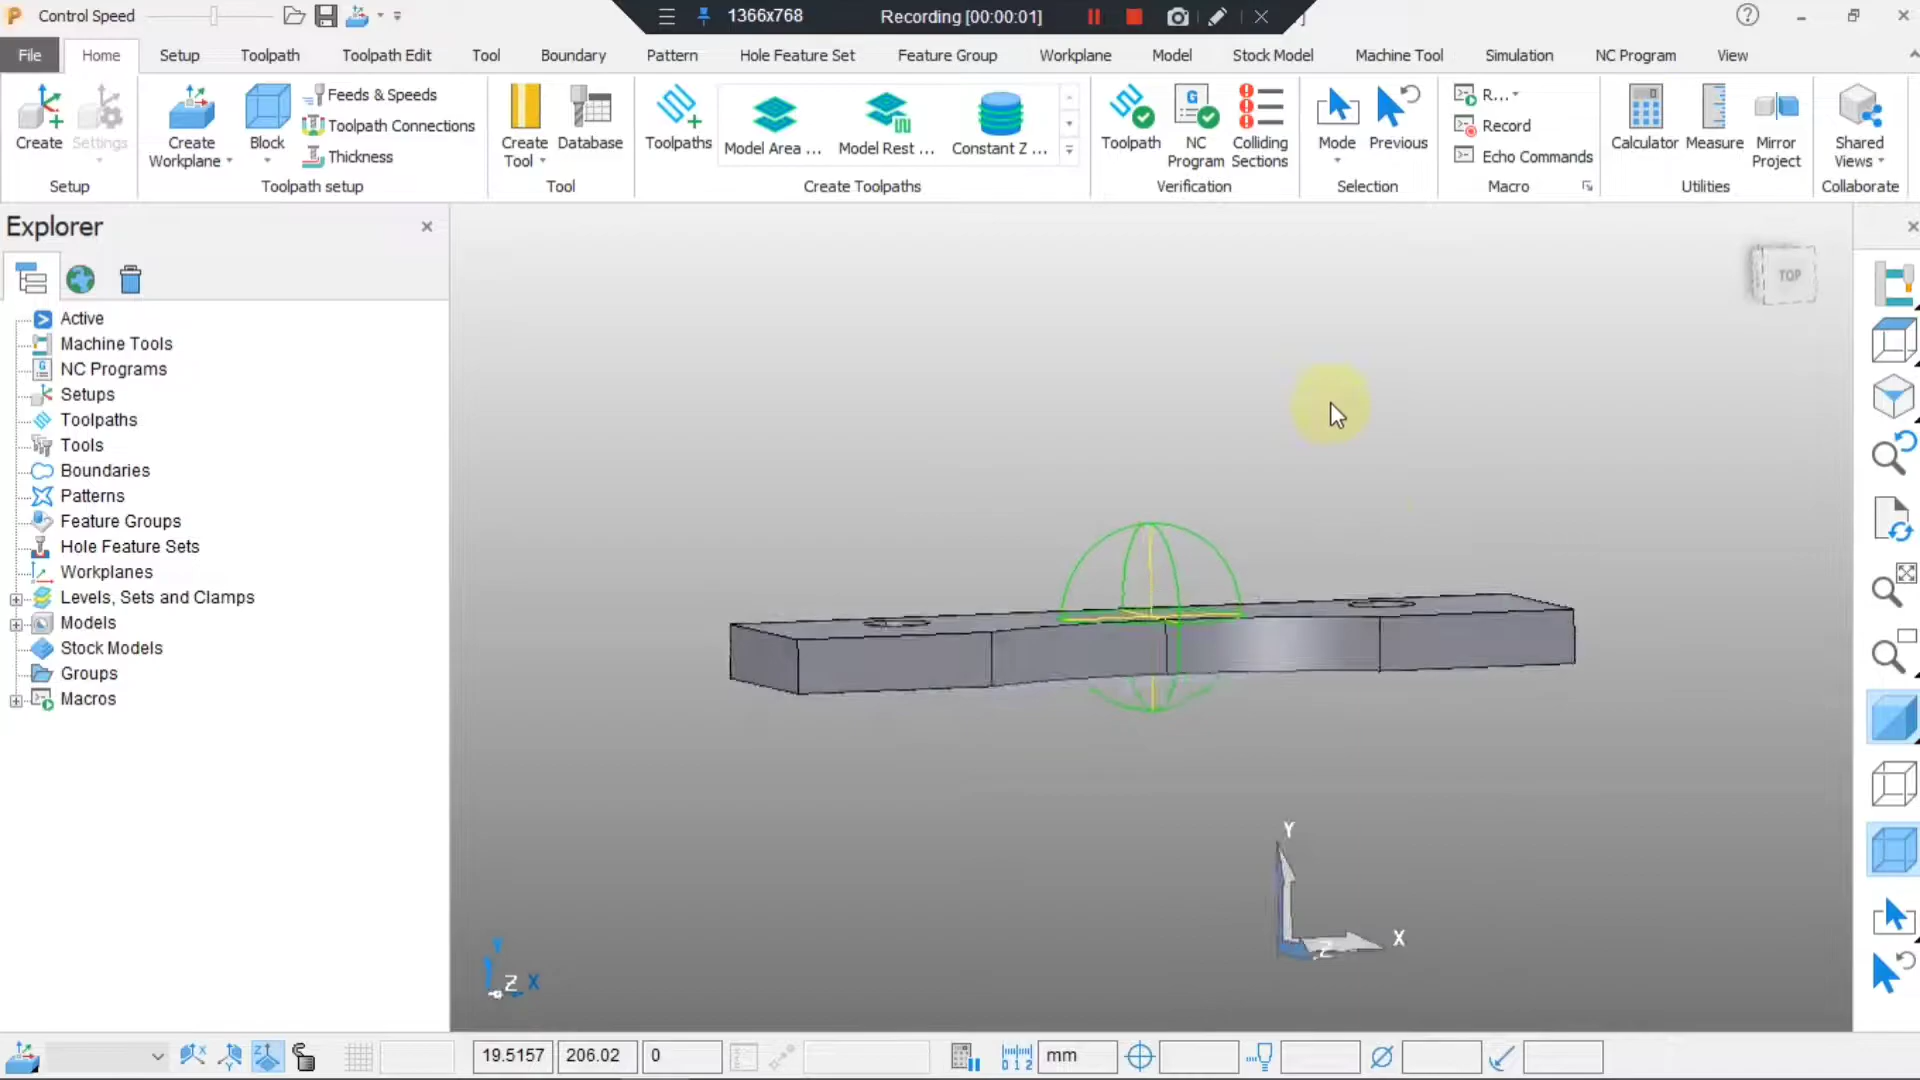 Control Speed
1366x768
Recording [00:00:01]
File
Home
Setup
Toolpath
Toolpath Edit
Tool
Boundary
Pattern
Hole Feature Set
Feature Group
Workplane
Model
Stock Model
Machine Tool
Simulation
NC Program
View
Create
Settings
Setup
Create Workplane
Block
Feeds & Speeds
Toolpath Connections
Thickness
Toolpath setup
Create Tool
Database
Tool
Toolpaths
Model Area ...
Model Rest ...
Constant Z ...
Create Toolpaths
Toolpath
G
NC Program
Colliding Sections
Verification
Mode
Previous
Selection
R...
Record
Echo Commands
Macro
Calculator
Measure
Mirror Project
Utilities
Shared Views
Collaborate
Explorer
Active
Machine Tools
NC Programs
Setups
Toolpaths
Tools
Boundaries
Patterns
Feature Groups
Hole Feature Sets
Workplanes
Levels, Sets and Clamps
Models
Stock Models
Groups
Macros
TOP
Y
X
Z
Y
Z X
19.5157
206.02
0
0 1 2
mm